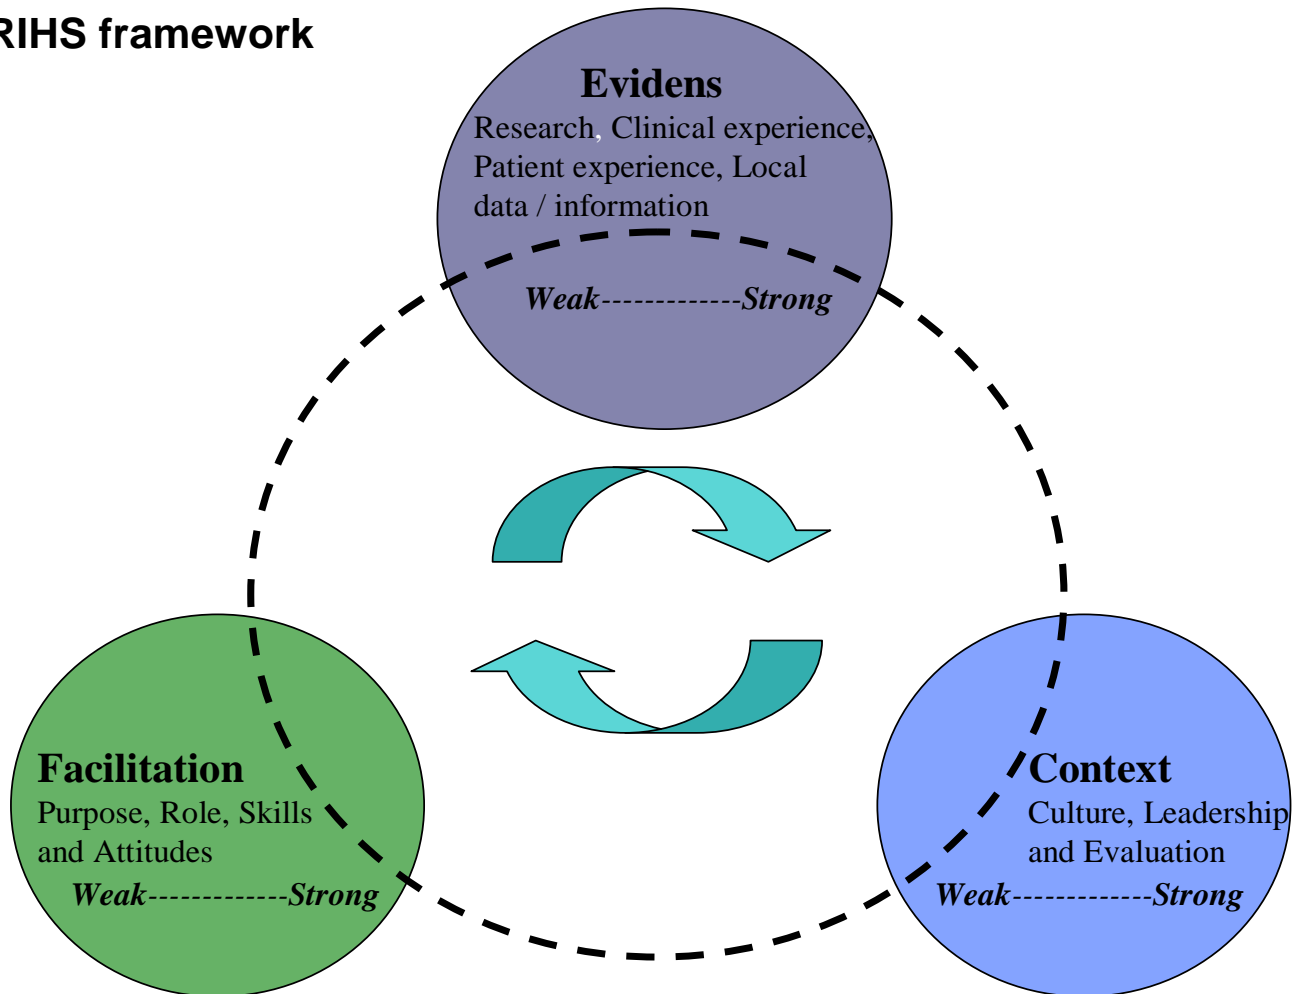 RIHS framework
Evidens
Research, Clinical experience,
Patient experience, Local
data / information
Weak-------------Strong
Facilitation
Purpose, Role, Skills
and Attitudes
Weak-------------Strong
Context
Culture, Leadership
and Evaluation
Weak-------------Strong